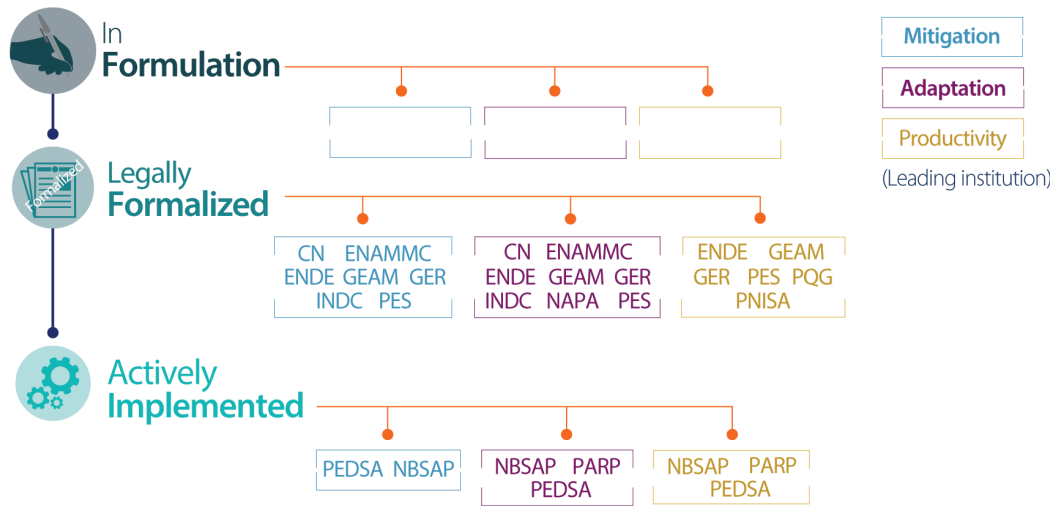 In
Formulation
Mitigation
Adaptation
Productivity
(Leading institution)
Formalized
Legally
Formalized
CN ENAMMC
ENDE GEAM GER
INDC PES
CN ENAMMC
ENDE GEAM GER
INDC NAPA PES
ENDE GEAM
GER PES PQG
PNISA
Actively
Implemented
PEDSA NBSAP
NBSAP PARP
PEDSA
NBSAP PARP
PEDSA